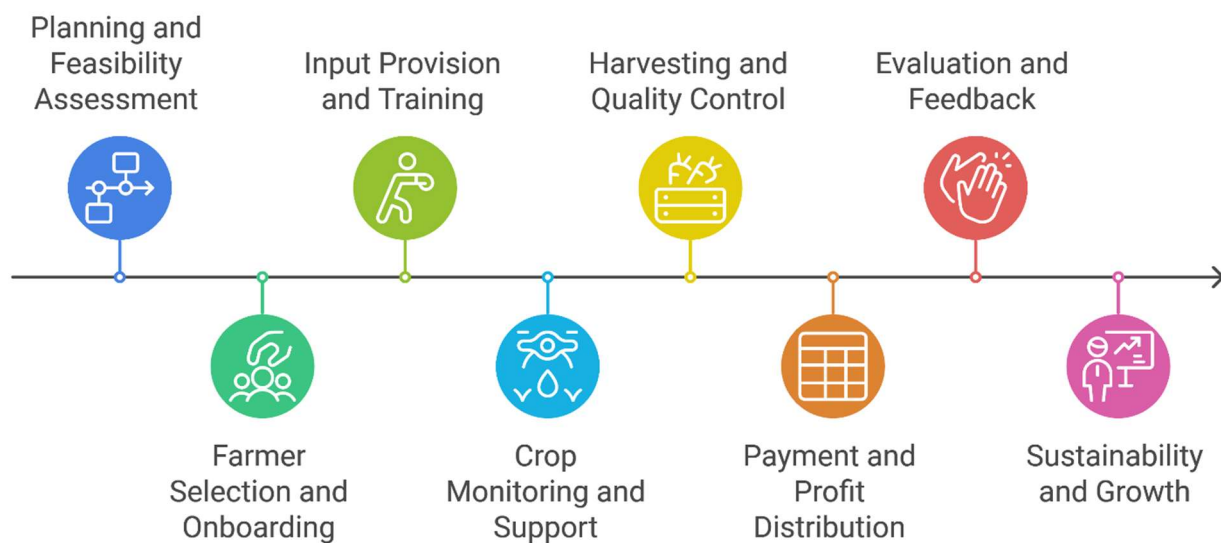 Planning and
Feasibility
Assessment
Farmer
Selection and
Onboarding
Input Provision
and Training
Crop
Monitoring and
Support
Harvesting and
Quality Control
Payment and
Profit
Distribution
Evaluation and
Feedback
Sustainability
and Growth